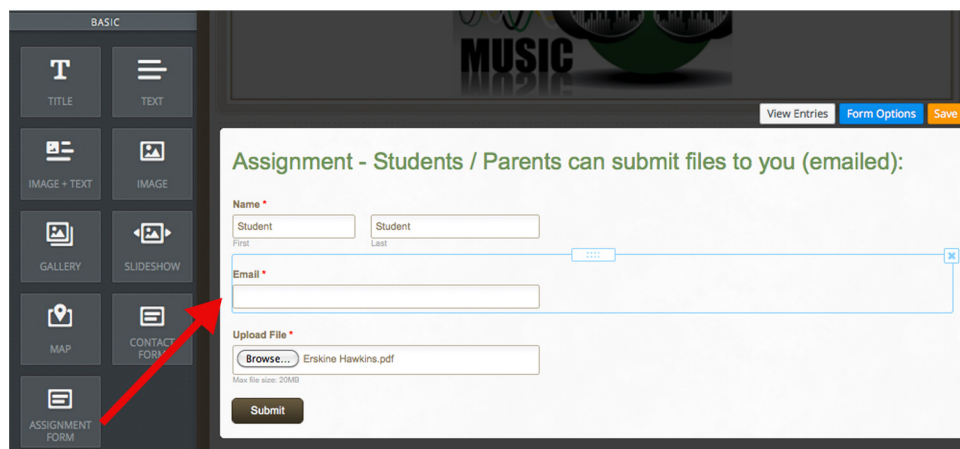 BASIC
TITLE
TEXT
IMAGE + TEXT
IMAGE
GALLERY
SLIDESHOW
MAP
CONTACT
FORM
ASSIGNMENT
FORM
MUSIC
View Entries
Form Options
Save
Assignment - Students / Parents can submit files to you (emailed):
Name *
Student
Student
First
Last
Email *
Upload File *
Browse... Erskine Hawkins.pdf
Max file size: 20MB
Submit